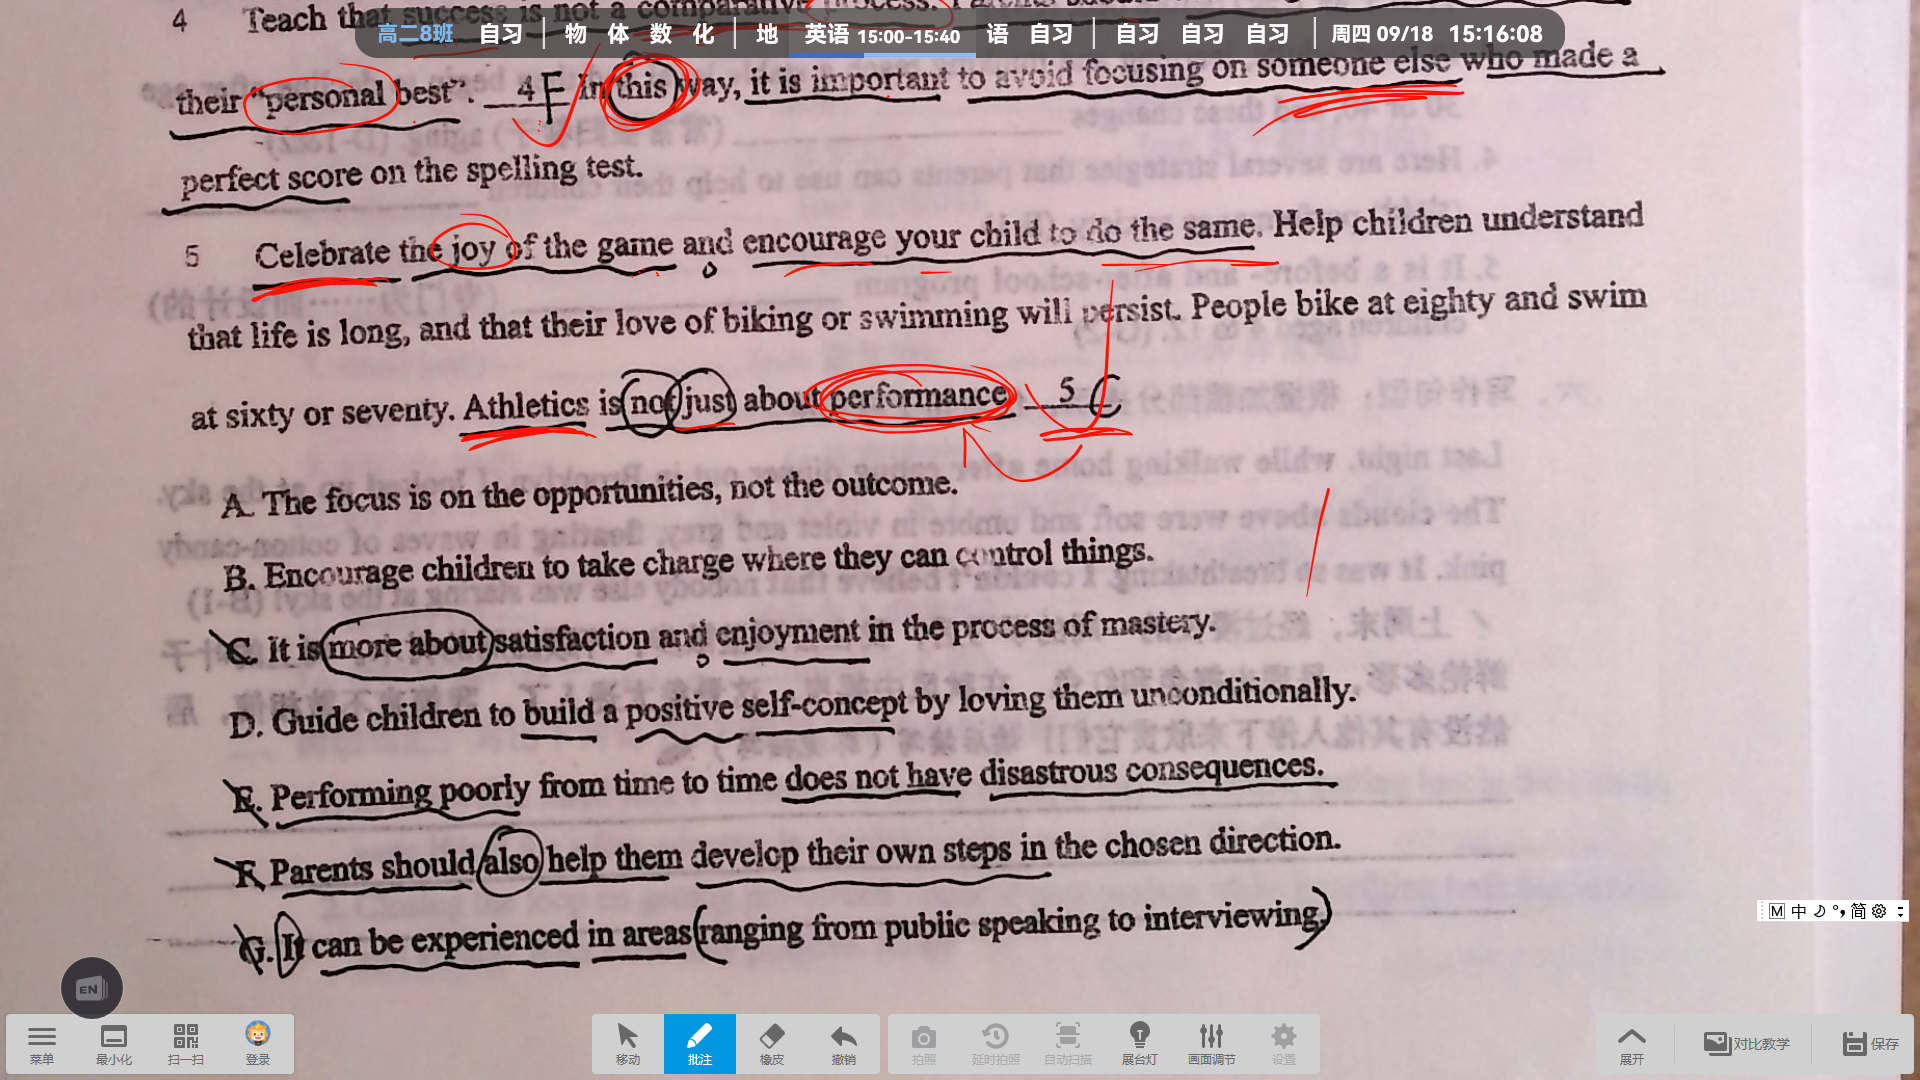 4 Teach that success is not a comparative process.
高二8班 自习 | 物 体 数 化 | 地 英语 15:00-15:40 语 自习 | 自习 自习 自习 | 周四 09/18 15:16:08
their "personal best". 4 F In this way, it is important to avoid focusing on someone else who made a
perfect score on the spelling test.
5 Celebrate the joy of the game and encourage your child to do the same. Help children understand
that life is long, and that their love of biking or swimming will persist. People bike at eighty and swim
at sixty or seventy. Athletics is not just about performance 5 C
A. The focus is on the opportunities, not the outcome.
B. Encourage children to take charge where they can control things.
C. It is more about satisfaction and enjoyment in the process of mastery.
D. Guide children to build a positive self-concept by loving them unconditionally.
E. Performing poorly from time to time does not have disastrous consequences.
F. Parents should also help them develop their own steps in the chosen direction.
G. It can be experienced in areas ranging from public speaking to interviewing.
M 中 简
EN
菜单 最小化 扫一扫 登录 移动 批注 橡皮 撤销 拍照 延时拍照 自动扫描 展台灯 画面调节 设置 展开 对比教学 保存